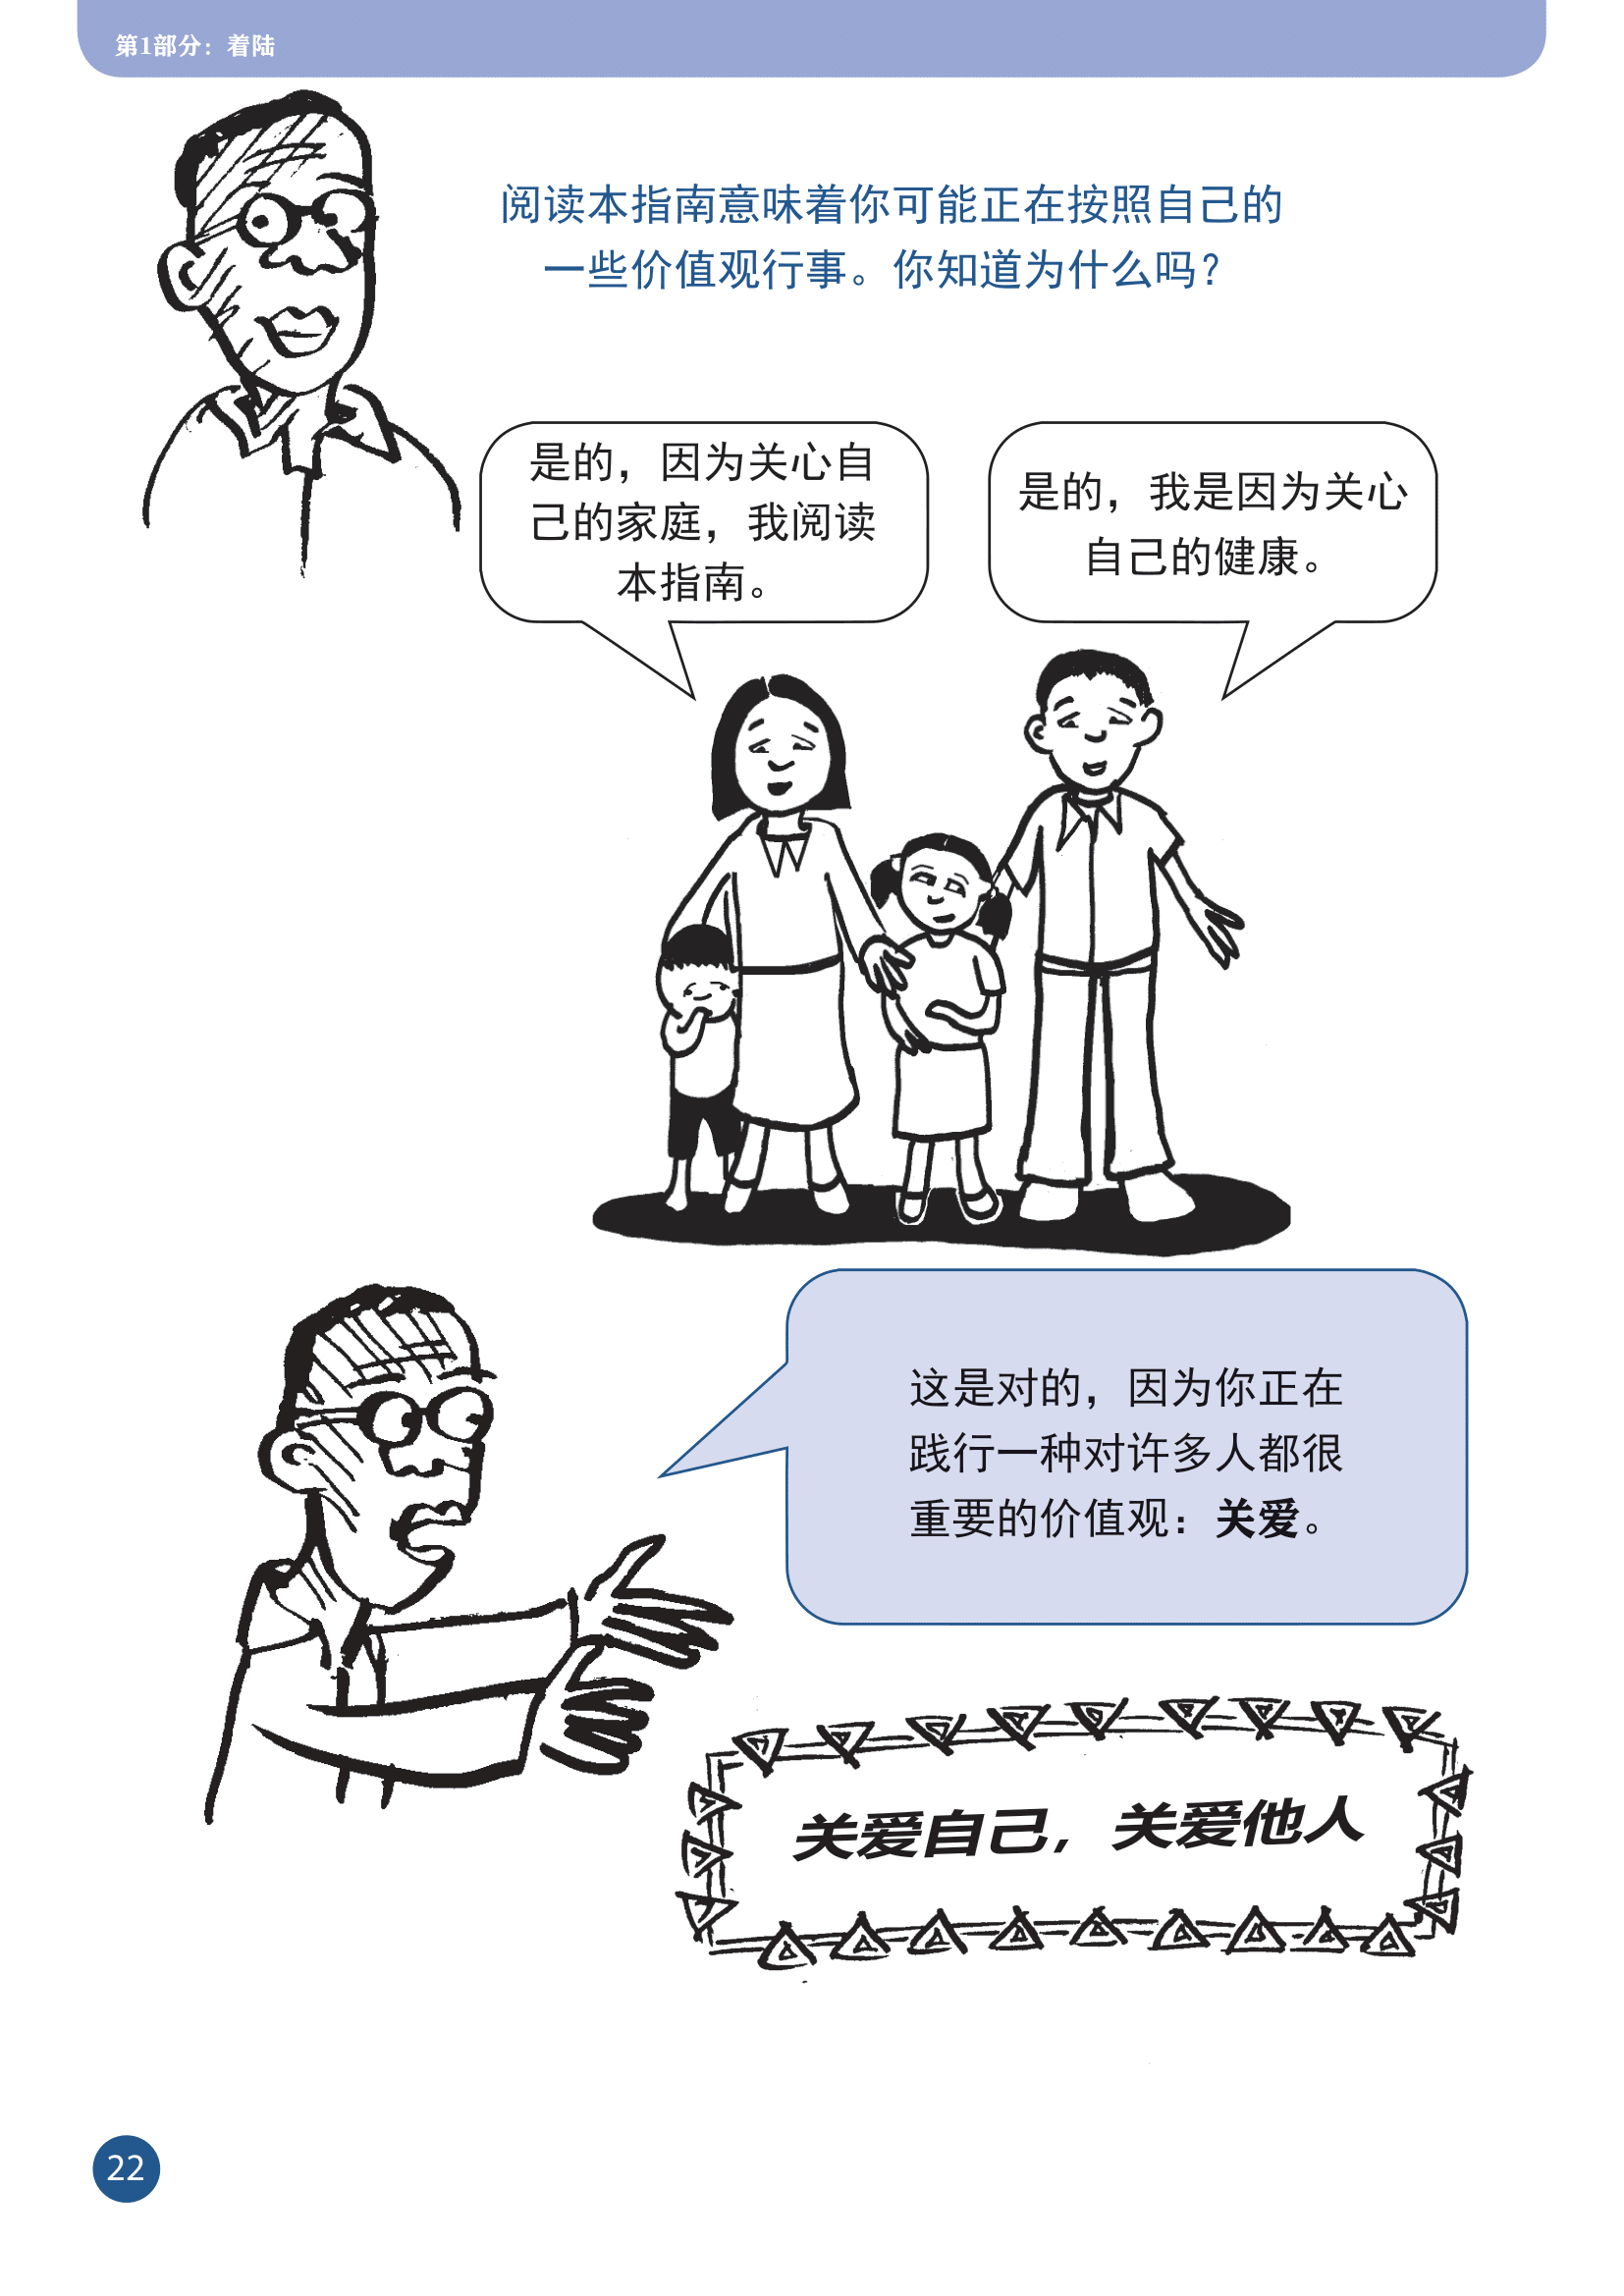 第1部分：着陆
阅读本指南意味着你可能正在按照自己的
一些价值观行事。你知道为什么吗？
是的，因为关心自
己的家庭，我阅读
本指南。
是的，我是因为关心
自己的健康。
这是对的，因为你正在
践行一种对许多人都很
重要的价值观：关爱。
关爱自己，关爱他人
22